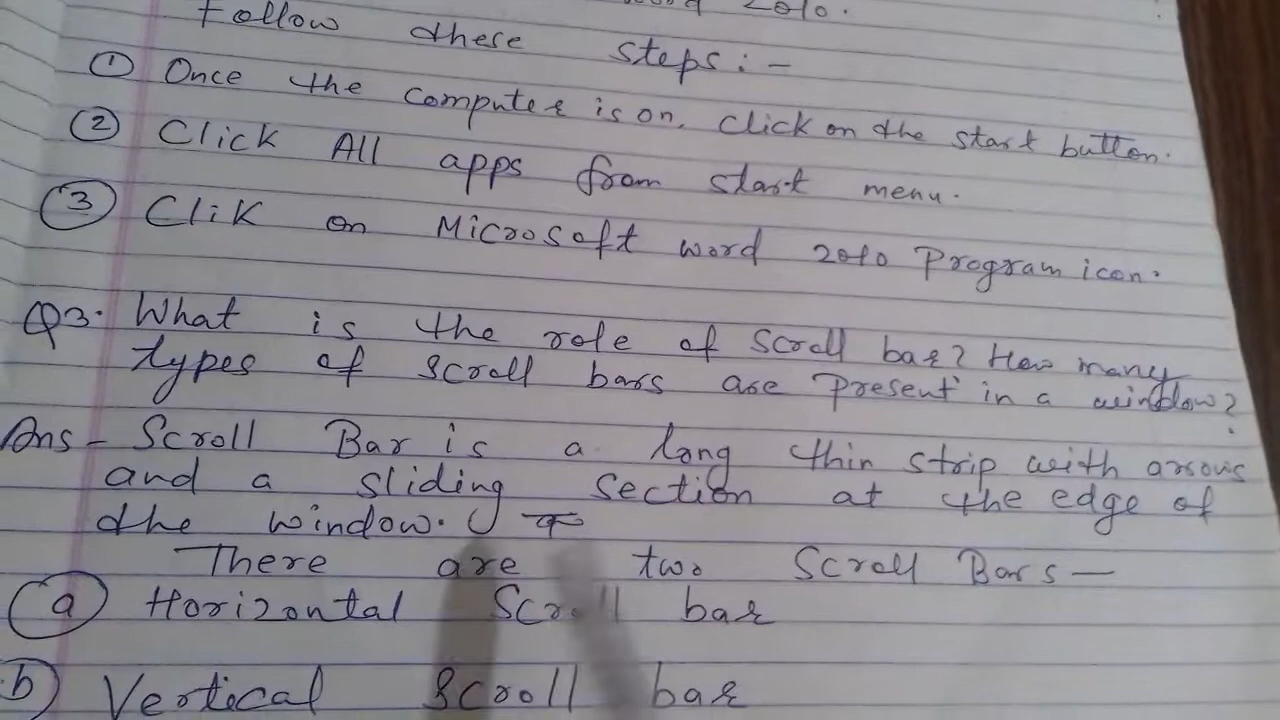 2010.
Follow these steps:-
① Once the computer is on, click on the start button.
② Click All apps from start menu.
③ Clik on Microsoft word 2010 Program icon.
Q3. What is the role of Scroll bar? How many
types of scroll bars are present in a window?
Ans- Scroll Bar is a long thin strip with arrows
and a sliding section at the edge of
the window.
There are two Scroll Bars—
ⓐ Horizontal Scroll bar
ⓑ Vertical Scroll bar